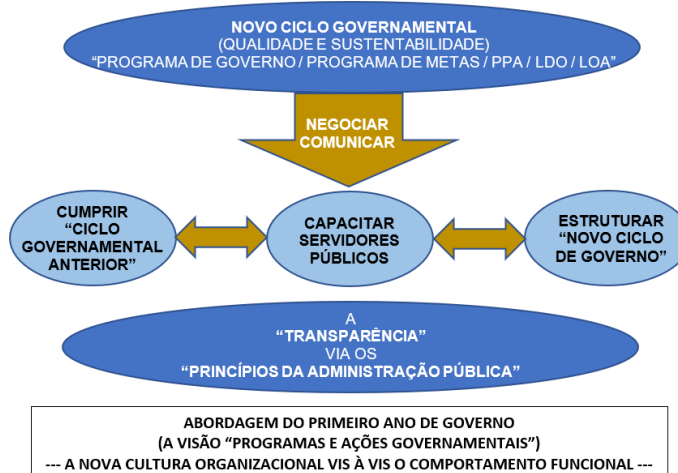 NOVO CICLO GOVERNAMENTAL
(QUALIDADE E SUSTENTABILIDADE)
“PROGRAMA DE GOVERNO / PROGRAMA DE METAS / PPA / LDO / LOA”
NEGOCIAR
COMUNICAR
CUMPRIR
“CICLO
GOVERNAMENTAL
ANTERIOR”
CAPACITAR
SERVIDORES
PÚBLICOS
ESTRUTURAR
“NOVO CICLO
DE GOVERNO”
A
“TRANSPARÊNCIA”
VIA OS
“PRINCÍPIOS DA ADMINISTRAÇÃO PÚBLICA”
ABORDAGEM DO PRIMEIRO ANO DE GOVERNO
(A VISÃO “PROGRAMAS E AÇÕES GOVERNAMENTAIS”)
--- A NOVA CULTURA ORGANIZACIONAL VIS À VIS O COMPORTAMENTO FUNCIONAL ---